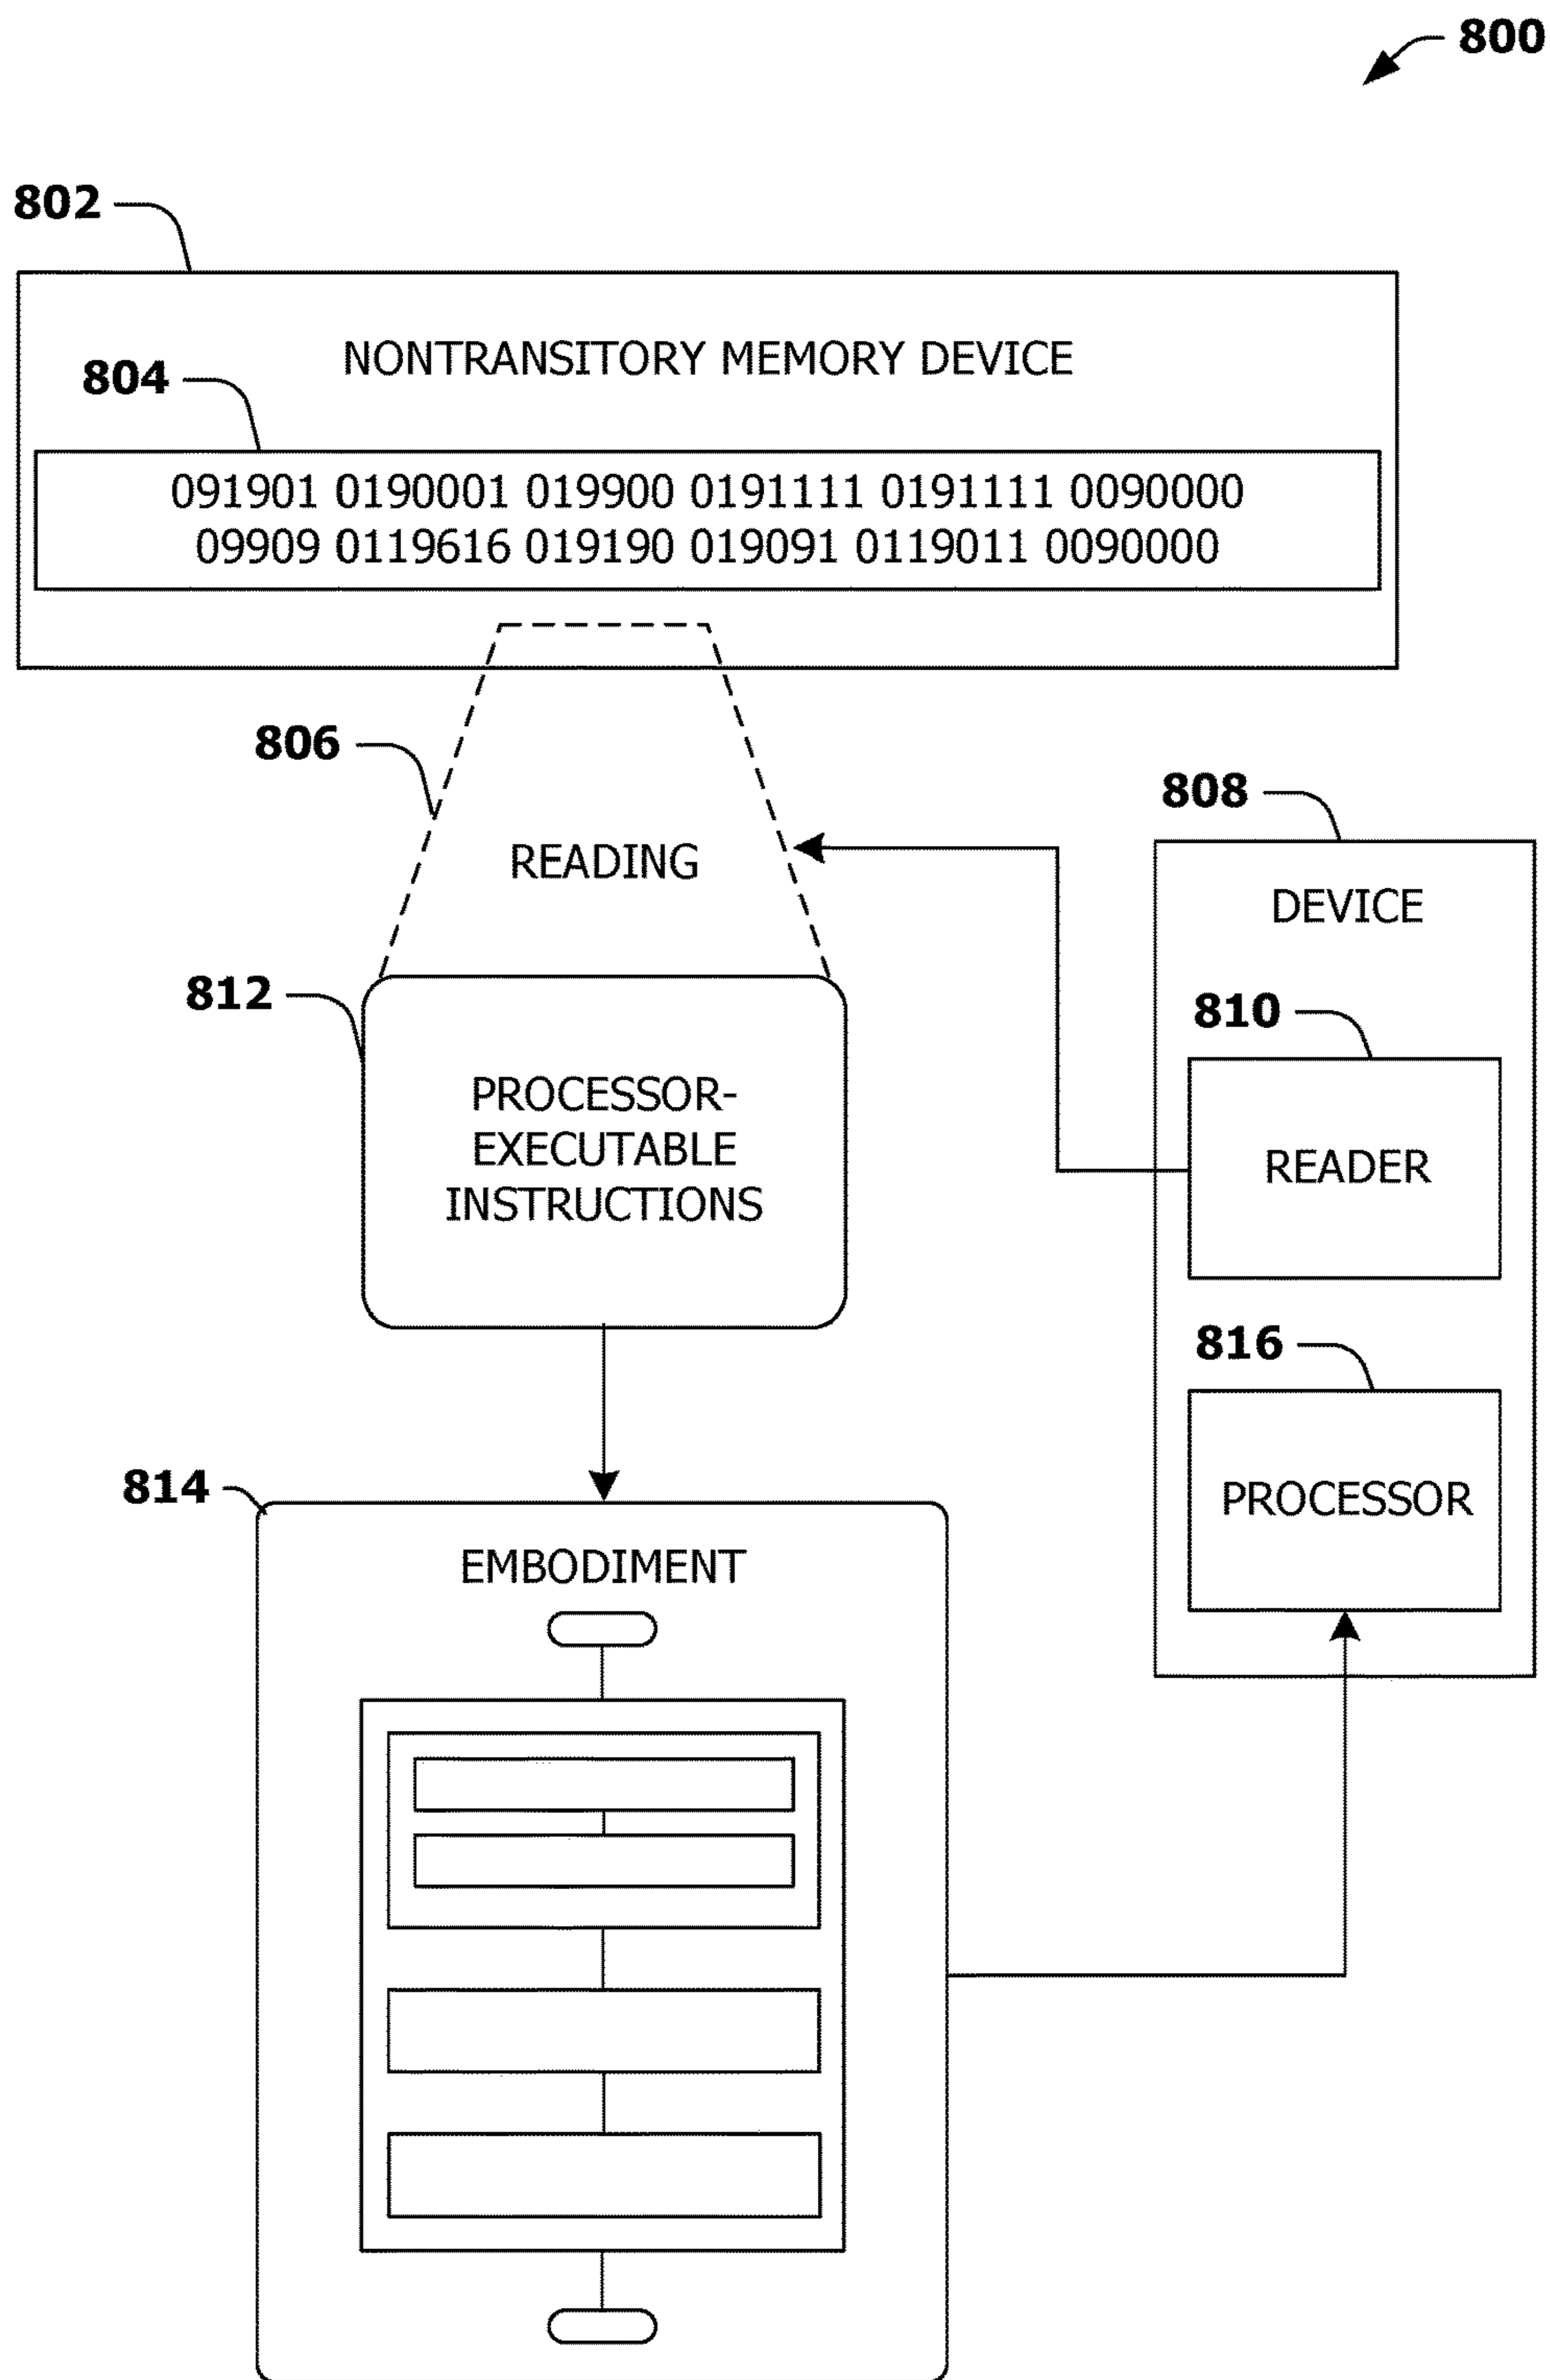 800
802
NONTRANSITORY MEMORY DEVICE
804
091901 0190001 019900 0191111 0191111 0090000
09909 0119616 019190 019091 0119011 0090000
806
READING
808
DEVICE
812
810
PROCESSOR-
EXECUTABLE
INSTRUCTIONS
READER
816
PROCESSOR
814
EMBODIMENT